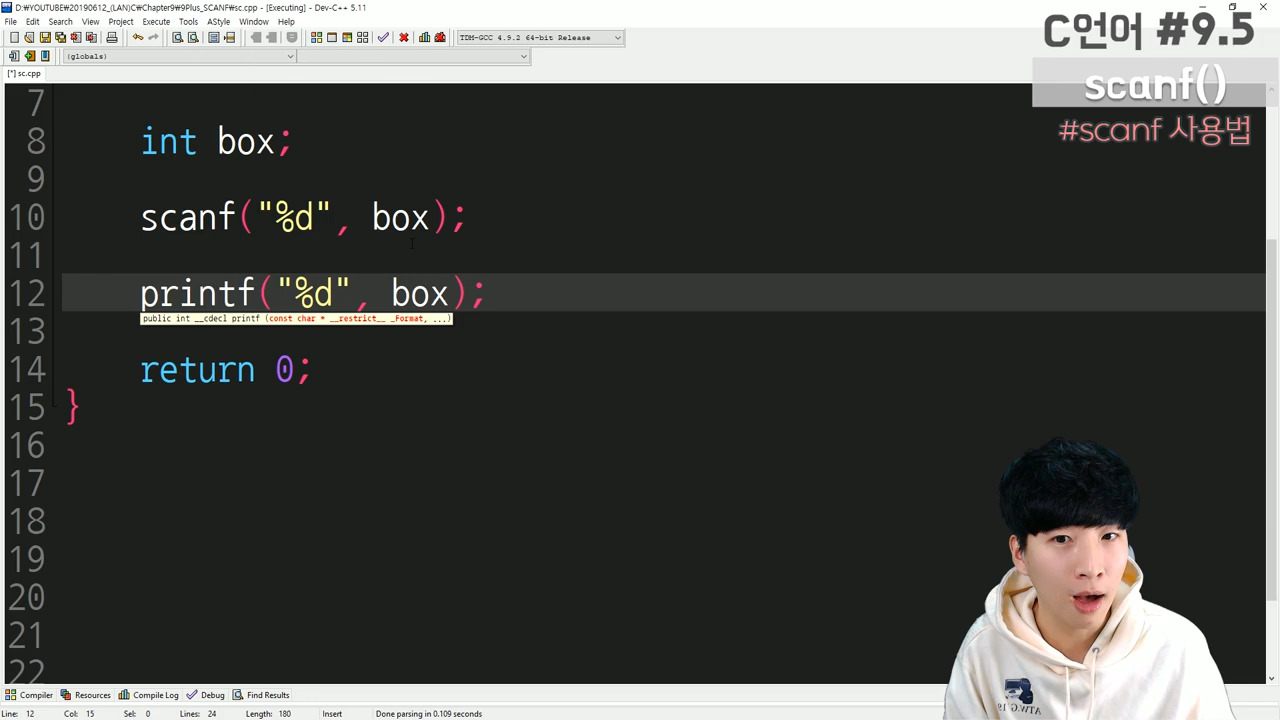 D:₩YOUTUBE₩20190612_(LAN)C₩Chapter9₩9Plus_SCANF₩sc.cpp - [Executing] - Dev-C++ 5.11
File Edit Search View Project Execute Tools AStyle Window Help
TDM-GCC 4.9.2 64-bit Release
(globals)
[*] sc.cpp
C언어 #9.5
scanf()
#scanf 사용법
7
8 int box;
9
10 scanf("%d", box);
11
12 printf("%d", box);
public int __cdecl printf (const char * __restrict__ _Format, ...)
13
14 return 0;
15 }
16
17
18
19
20
21
22
ATWG'19
Compiler Resources Compile Log Debug Find Results
Line: 12 Col: 15 Sel: 0 Lines: 24 Length: 180 Insert Done parsing in 0.109 seconds